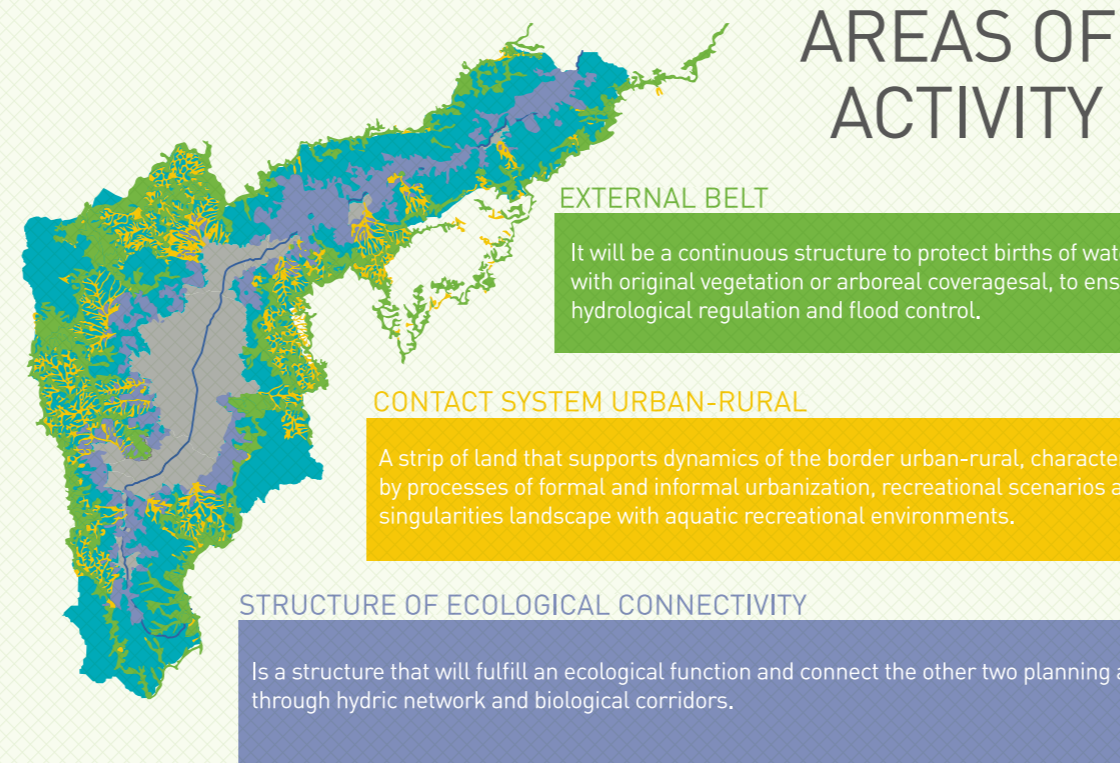 AREAS OF
ACTIVITY
EXTERNAL BELT
It will be a continuous structure to protect births of
with original vegetation or arboreal coveragesal, to
hydrological regulation and flood control.
CONTACT SYSTEM URBAN-RURAL
A strip of land that supports dynamics of the border urban-rural,
by processes of formal and informal urbanization, recreational scenarios
singularities landscape with aquatic recreational environments.
STRUCTURE OF ECOLOGICAL CONNECTIVITY
Is a structure that will fulfill an ecological function and connect the other two planning
through hydric network and biological corridors.